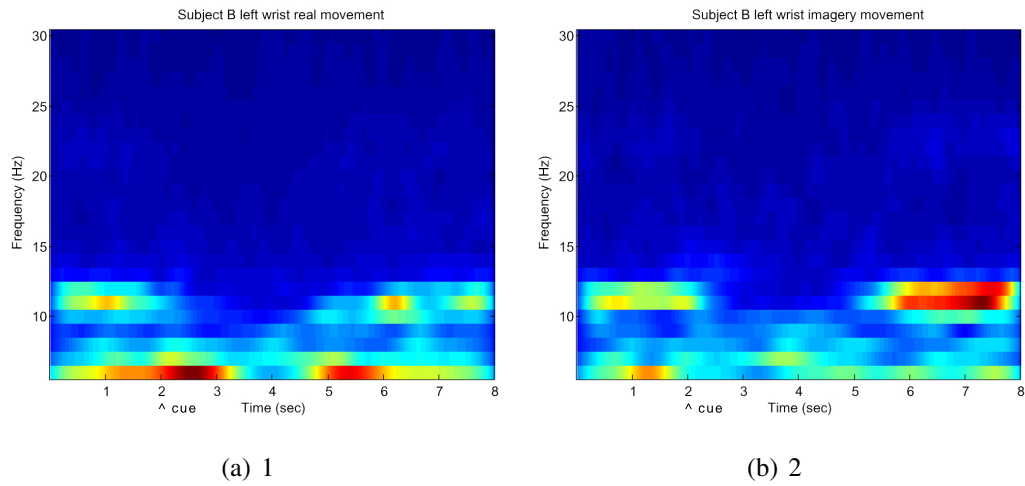 Subject B left wrist real movement
30
25
20
15
10
Frequency (Hz)
1 2 3 4 5 6 7 8
^ cue Time (sec)
(a) 1
Subject B left wrist imagery movement
30
25
20
15
10
Frequency (Hz)
1 2 3 4 5 6 7 8
^ cue Time (sec)
(b) 2